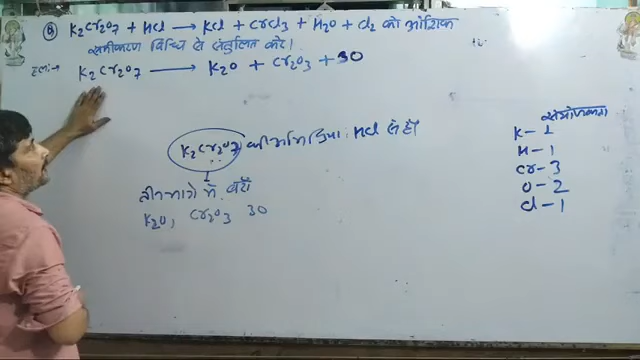 (B) K₂Cr₂O₇ + HCl ⟶ KCl + CrCl₃ + H₂O + Cl₂ को आंशिक
समीकरण विधि से संतुलित करें।
हलः→ K₂Cr₂O₇ ⟶ K₂O + Cr₂O₃ + 3O
K₂Cr₂O₇ की अभिक्रिया HCl से हो
तीन भागो में बटाँ
K₂O, Cr₂O₃ 3O
संयोजकता
K - 1
H - 1
Cr - 3
O - 2
Cl - 1